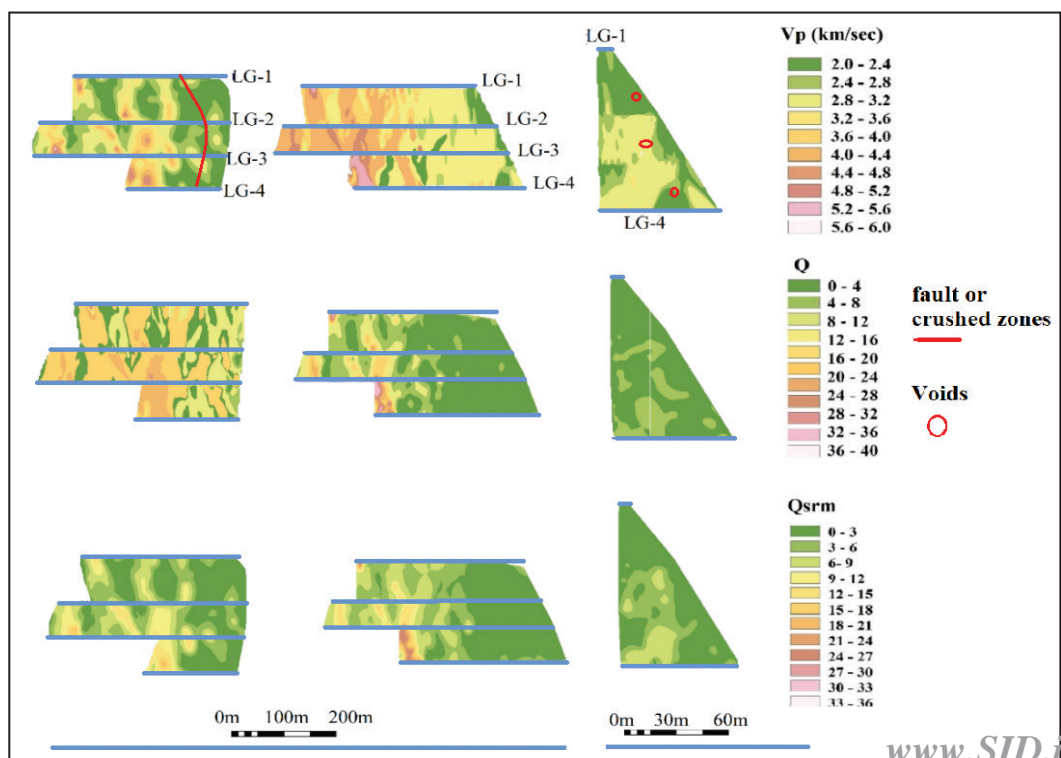 LG-1
LG-2
LG-3
LG-4
LG-1
LG-2
LG-3
LG-4
LG-1
LG-4
Vp (km/sec)
2.0 - 2.4
2.4 - 2.8
2.8 - 3.2
3.2 - 3.6
3.6 - 4.0
4.0 - 4.4
4.4 - 4.8
4.8 - 5.2
5.2 - 5.6
5.6 - 6.0
Q
0 - 4
4 - 8
8 - 12
12 - 16
16 - 20
20 - 24
24 - 28
28 - 32
32 - 36
36 - 40
fault or
crushed zones
Voids
Qsrm
0 - 3
3 - 6
6- 9
9 - 12
12 - 15
15 - 18
18 - 21
21 - 24
24 - 27
27 - 30
30 - 33
33 - 36
0m 100m 200m
0m 30m 60m
www.SID.i